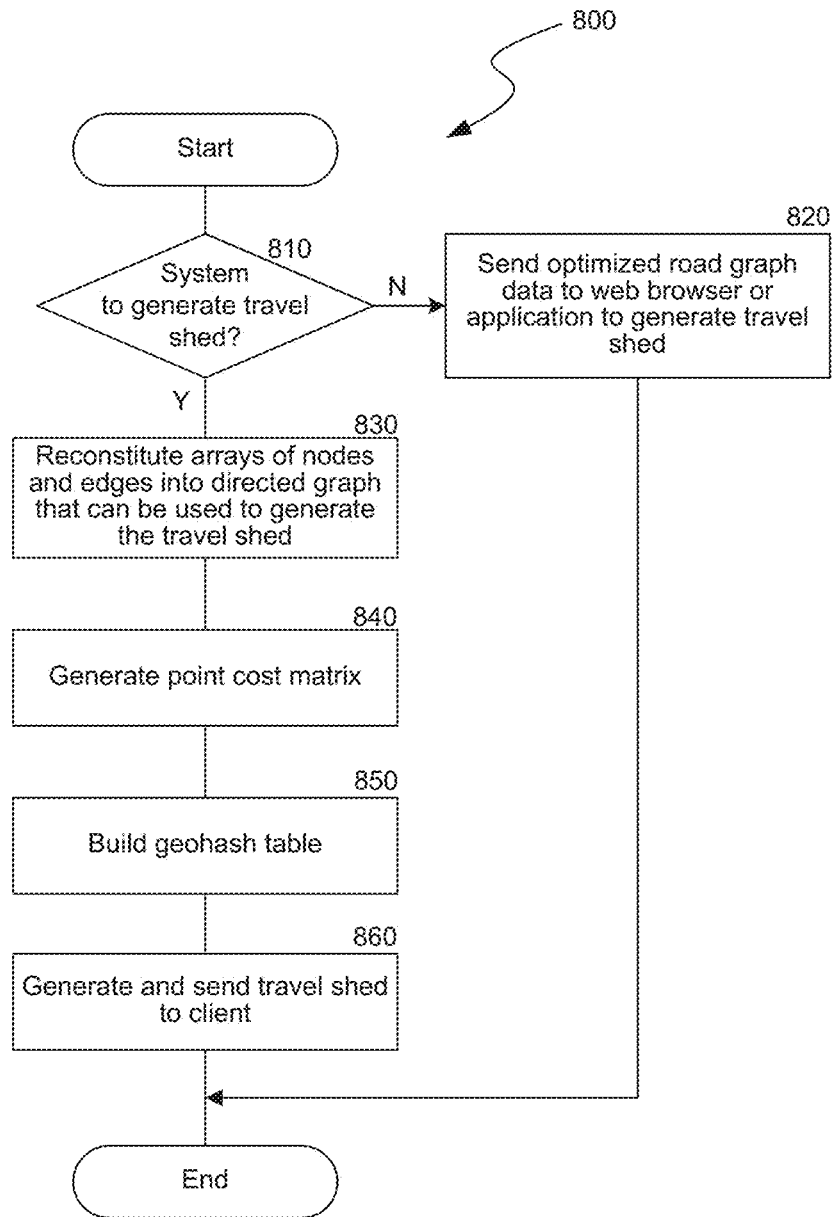 800
Start
810
System
to generate travel
shed?
N
Y
820
Send optimized road graph
data to web browser or
application to generate travel
shed
830
Reconstitute arrays of nodes
and edges into directed graph
that can be used to generate
the travel shed
840
Generate point cost matrix
850
Build geohash table
860
Generate and send travel shed
to client
End